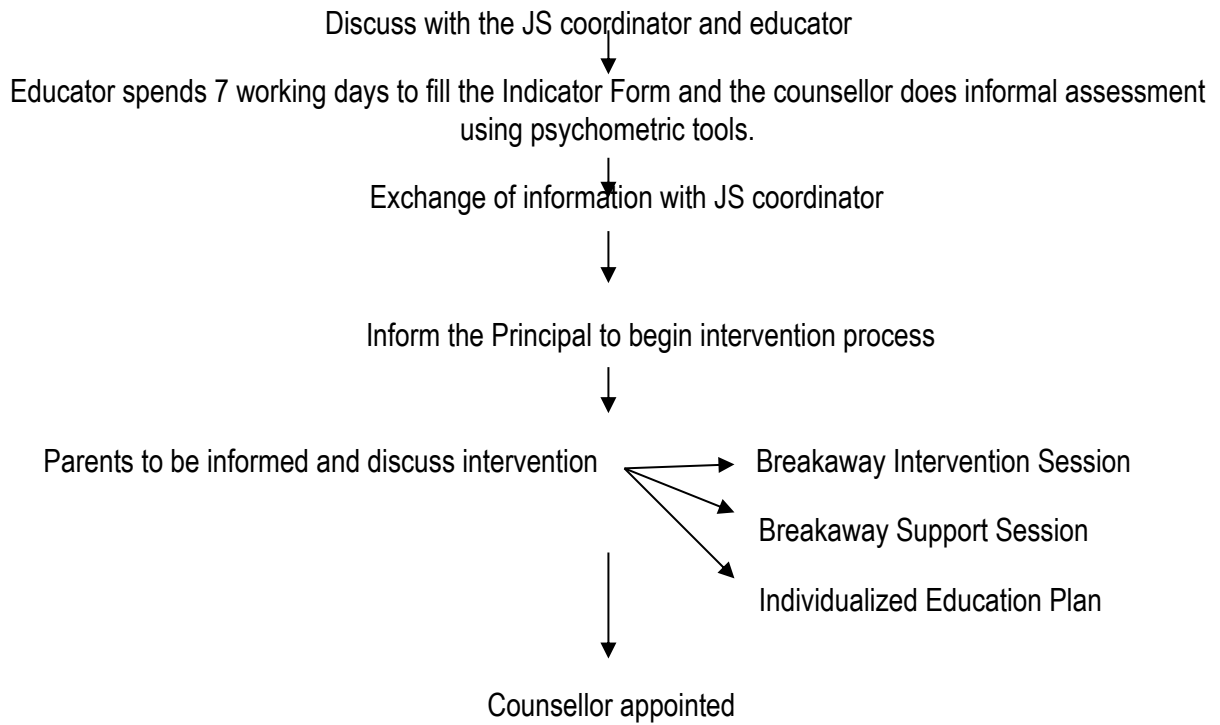 Discuss with the JS coordinator and educator
Educator spends 7 working days to fill the Indicator Form and the counsellor does informal assessment
using psychometric tools.
Exchange of information with JS coordinator
Inform the Principal to begin intervention process
Parents to be informed and discuss intervention
Breakaway Intervention Session
Breakaway Support Session
Individualized Education Plan
Counsellor appointed